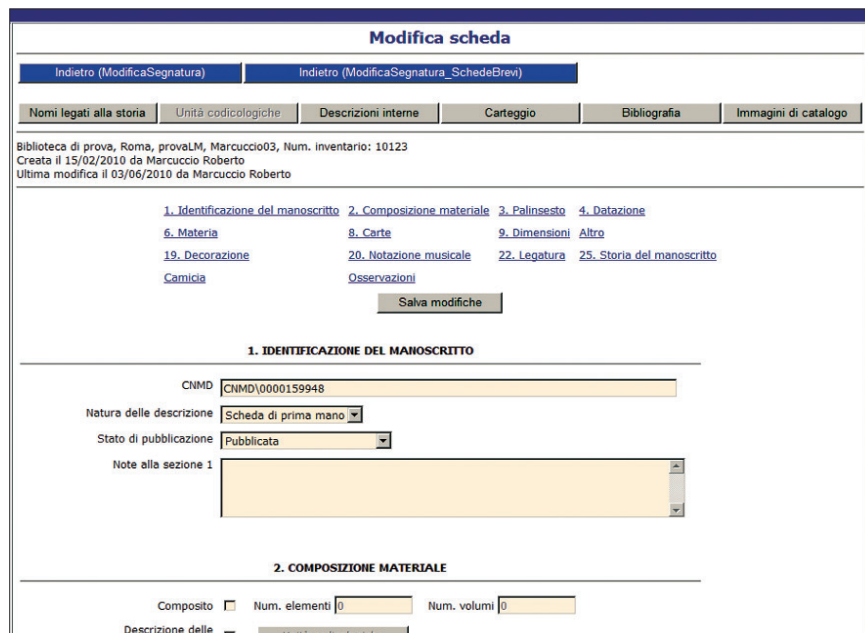 Modifica scheda
Indietro (ModificaSegnatura) Indietro (ModificaSegnatura_SchedeBrevi)
Nomi legati alla storia Unità codicologiche Descrizioni interne Carteggio Bibliografia Immagini di catalogo
Biblioteca di prova, Roma, provaLM, Marcuccio03, Num. inventario: 10123
Creata il 15/02/2010 da Marcuccio Roberto
Ultima modifica il 03/06/2010 da Marcuccio Roberto
1. Identificazione del manoscritto 2. Composizione materiale 3. Palinsesto 4. Datazione
6. Materia 8. Carte 9. Dimensioni Altro
19. Decorazione 20. Notazione musicale 22. Legatura 25. Storia del manoscritto
Camicia Osservazioni
Salva modifiche
1. IDENTIFICAZIONE DEL MANOSCRITTO
CNMD CNMD\0000159948
Natura delle descrizione Scheda di prima mano
Stato di pubblicazione Pubblicata
Note alla sezione 1
2. COMPOSIZIONE MATERIALE
Composito Num. elementi 0 Num. volumi 0
Descrizione delle